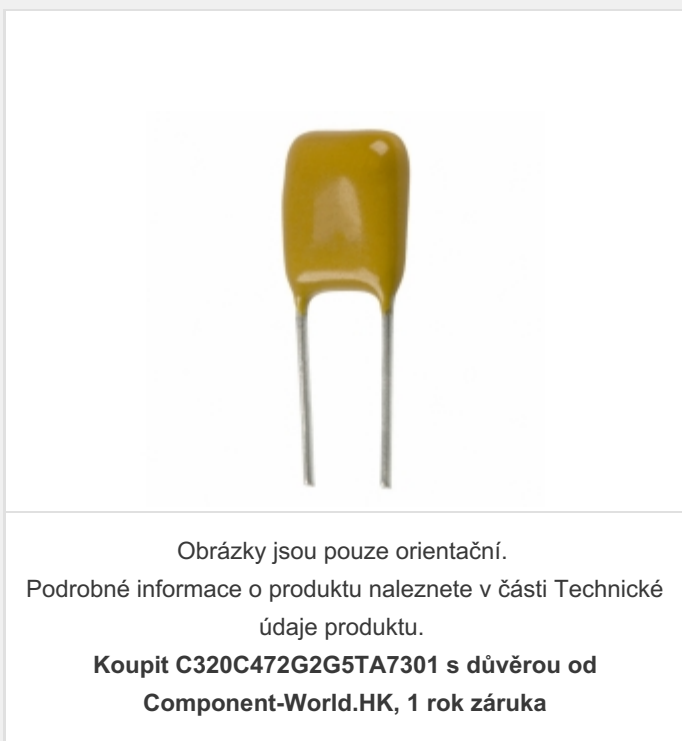 Obrázky jsou pouze orientační.
Podrobné informace o produktu naleznete v části Technické
údaje produktu.
Koupit C320C472G2G5TA7301 s důvěrou od
Component-World.HK, 1 rok záruka